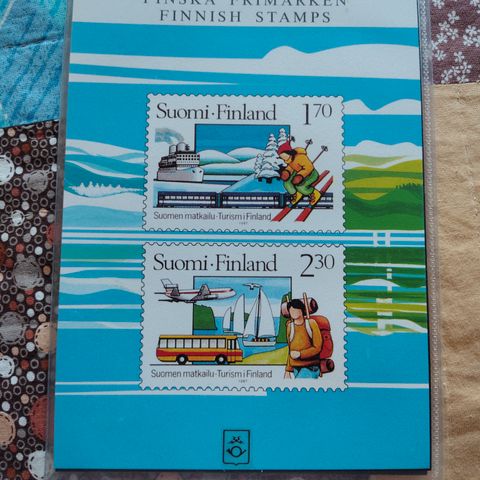 FINSKA FRIMÄRKEN
FINNISH STAMPS
Suomi·Finland 1.70
Suomen matkailu·Turism i Finland
1987
Suomi·Finland 2.30
Suomen matkailu·Turism i Finland
1987